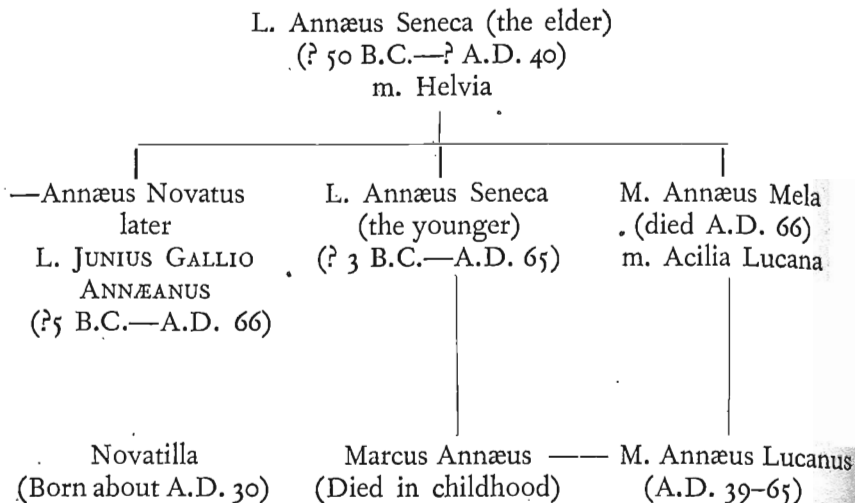 L. Annæus Seneca (the elder)
(? 50 B.C.—? A.D. 40)
m. Helvia
—Annæus Novatus
later
L. JUNIUS GALLIO
ANNÆANUS
(?5 B.C.—A.D. 66)
L. Annæus Seneca
(the younger)
(? 3 B.C.—A.D. 65)
M. Annæus Mela
(died A.D. 66)
m. Acilia Lucana
Novatilla
(Born about A.D. 30)
Marcus Annæus
(Died in childhood)
M. Annæus Lucanus
(A.D. 39–65)